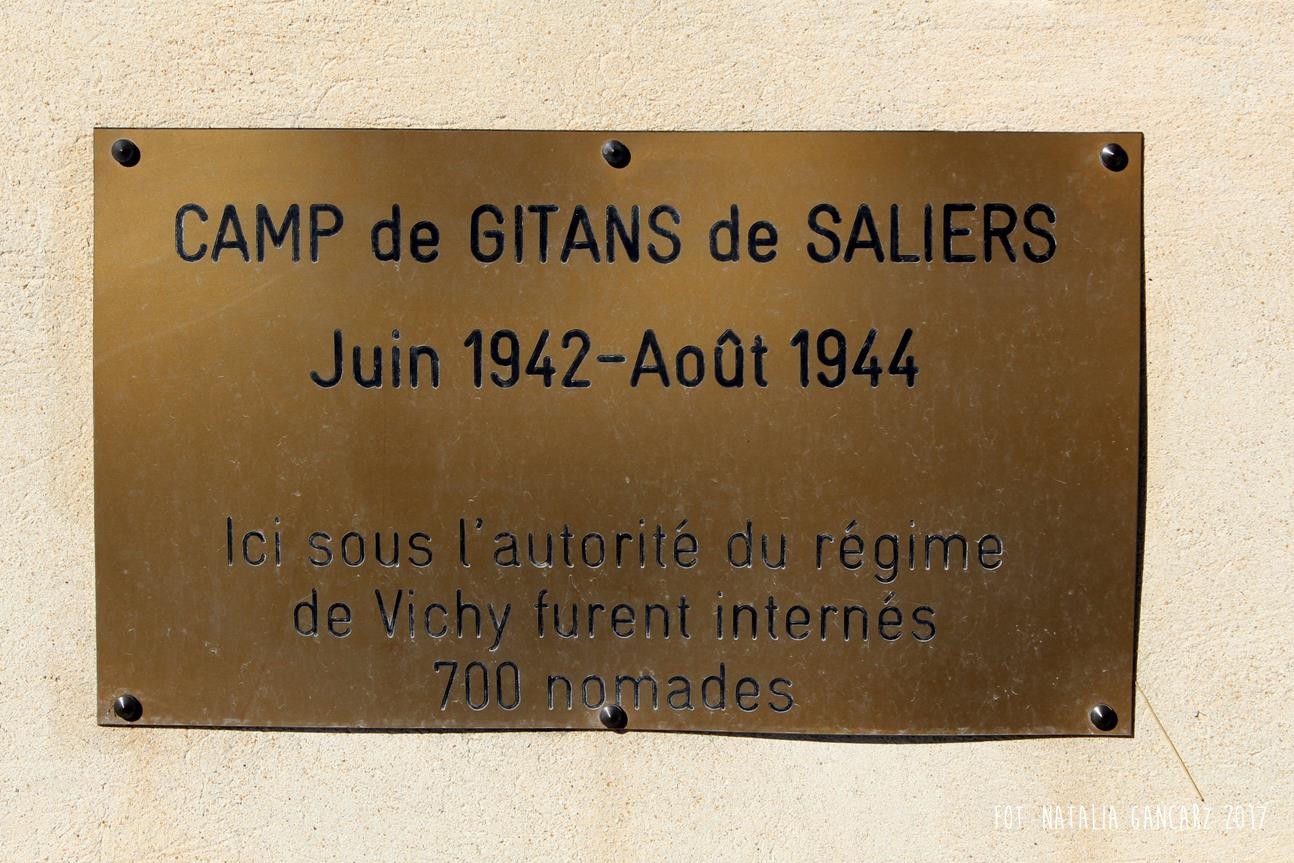 CAMP de GITANS de SALIERS
Juin 1942-Août 1944
Ici sous l'autorité du régime
de Vichy furent internés
700 nomades
FOT NATALIA GANCARZ 2017